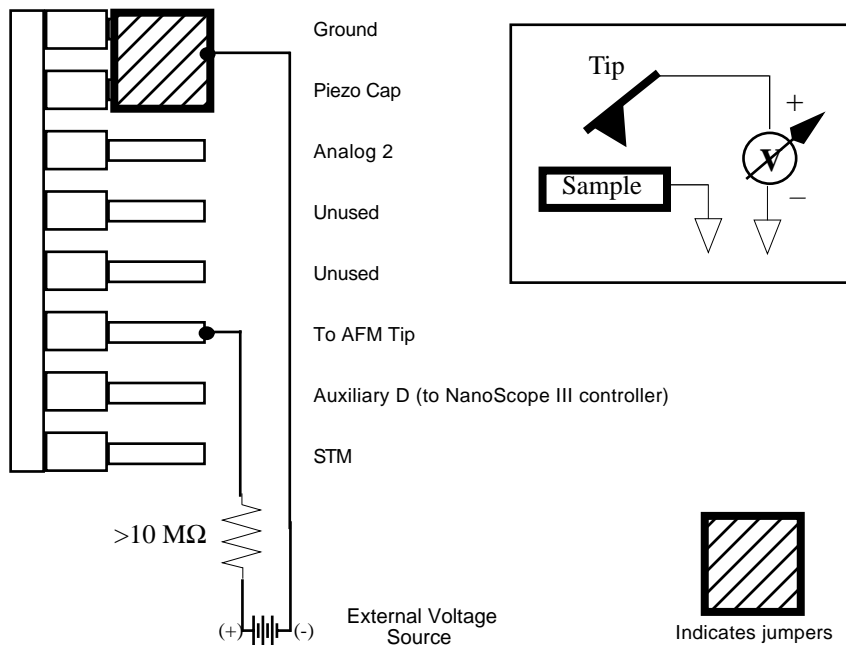 Ground
Piezo Cap
Analog 2
Unused
Unused
To AFM Tip
Auxiliary D (to NanoScope III controller)
STM
>10 MΩ
(+)
(-)
External Voltage
Source
Tip
+
V
Sample
−
Indicates jumpers